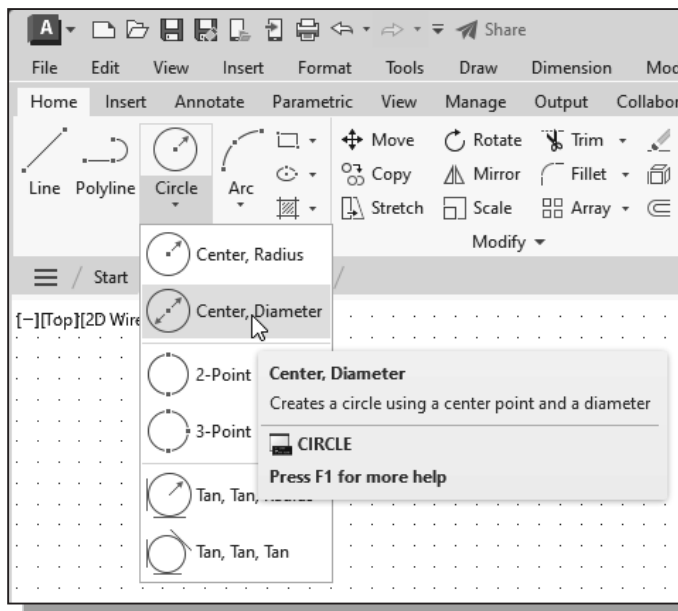 A Share
File Edit View Insert Format Tools Draw Dimension Mod
Home Insert Annotate Parametric View Manage Output Collabor
Line Polyline Circle Arc
Move Rotate Trim
Copy Mirror Fillet
Stretch Scale Array
Modify
Start
[−][Top][2D Wire
Center, Radius
Center, Diameter
2-Point
3-Point
Tan, Tan, Radius
Tan, Tan, Tan
Center, Diameter
Creates a circle using a center point and a diameter
CIRCLE
Press F1 for more help